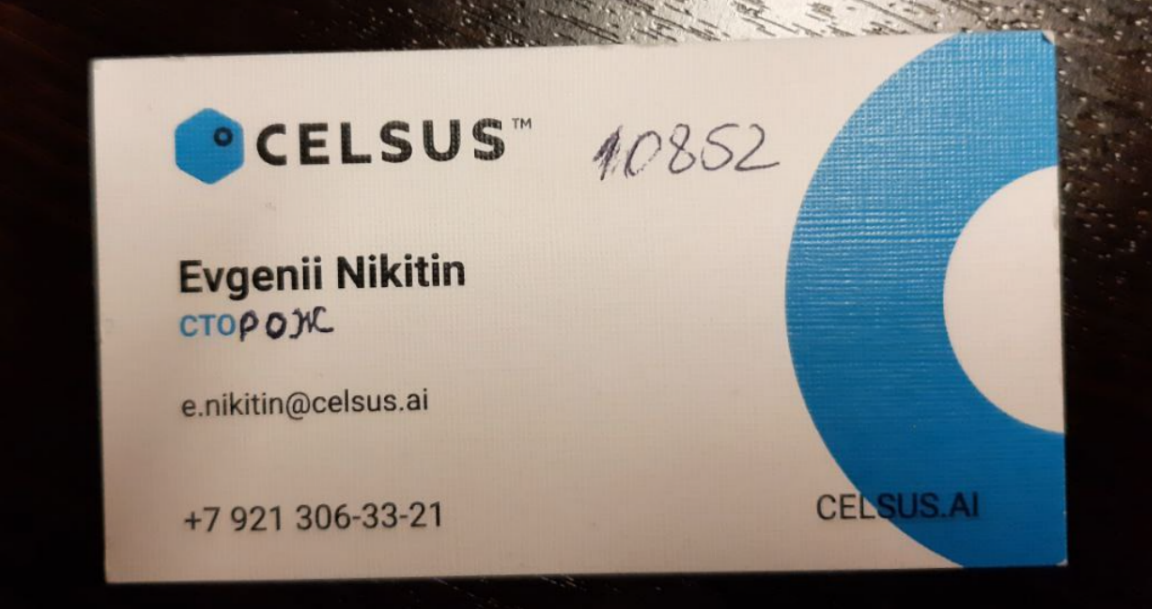 CELSUS™ 10852
Evgenii Nikitin
CTOРОЖ
e.nikitin@celsus.ai
+7 921 306-33-21
CELSUS.AI